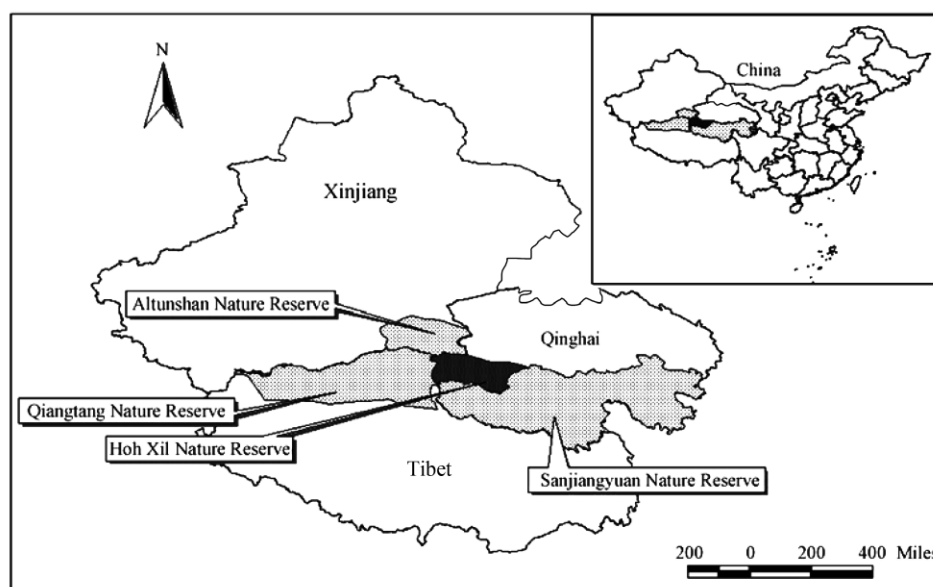 N
China
Xinjiang
Altunshan Nature Reserve
Qinghai
Qiangtang Nature Reserve
Hoh Xil Nature Reserve
Tibet
Sanjiangyuan Nature Reserve
200 0 200 400 Miles